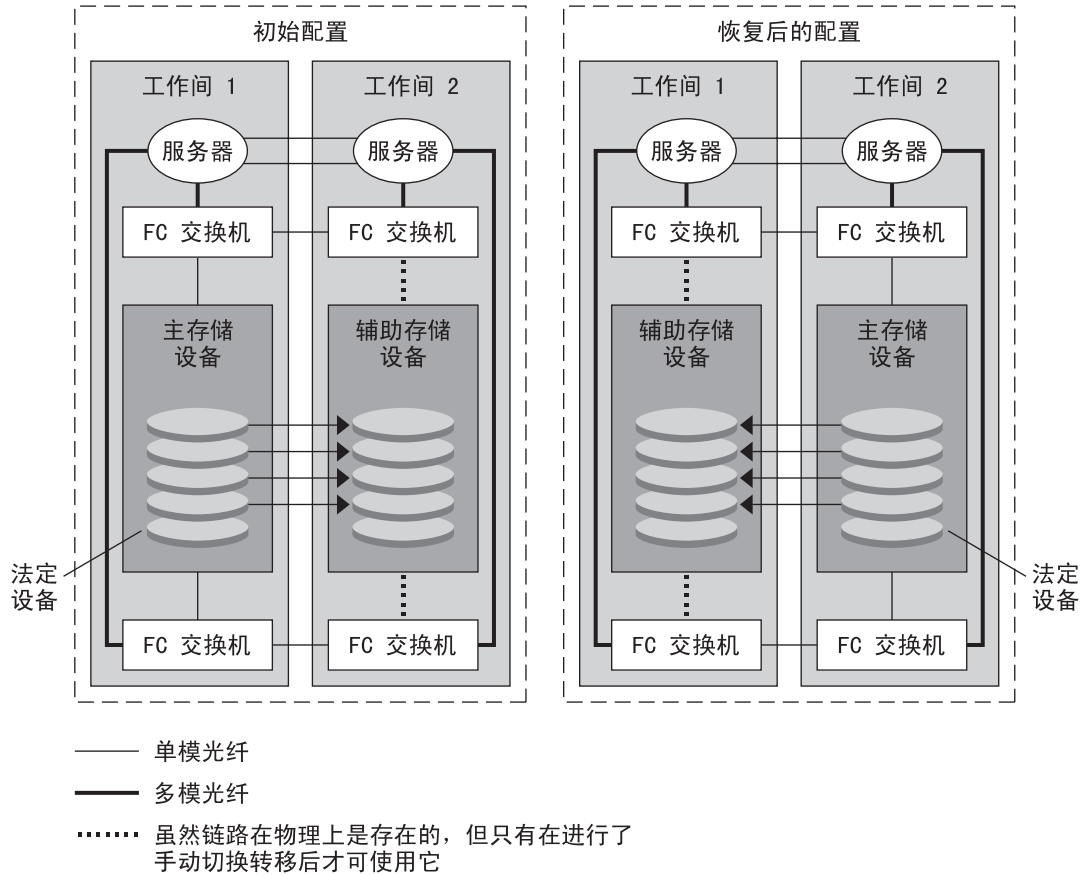 初始配置
工作间 1
工作间 2
服务器
服务器
FC 交换机
FC 交换机
主存储
设备
辅助存储
设备
法定
设备
FC 交换机
FC 交换机
恢复后的配置
工作间 1
工作间 2
服务器
服务器
FC 交换机
FC 交换机
辅助存储
设备
主存储
设备
法定
设备
FC 交换机
FC 交换机
单模光纤
多模光纤
虽然链路在物理上是存在的，但只有在进行了
手动切换转移后才可使用它